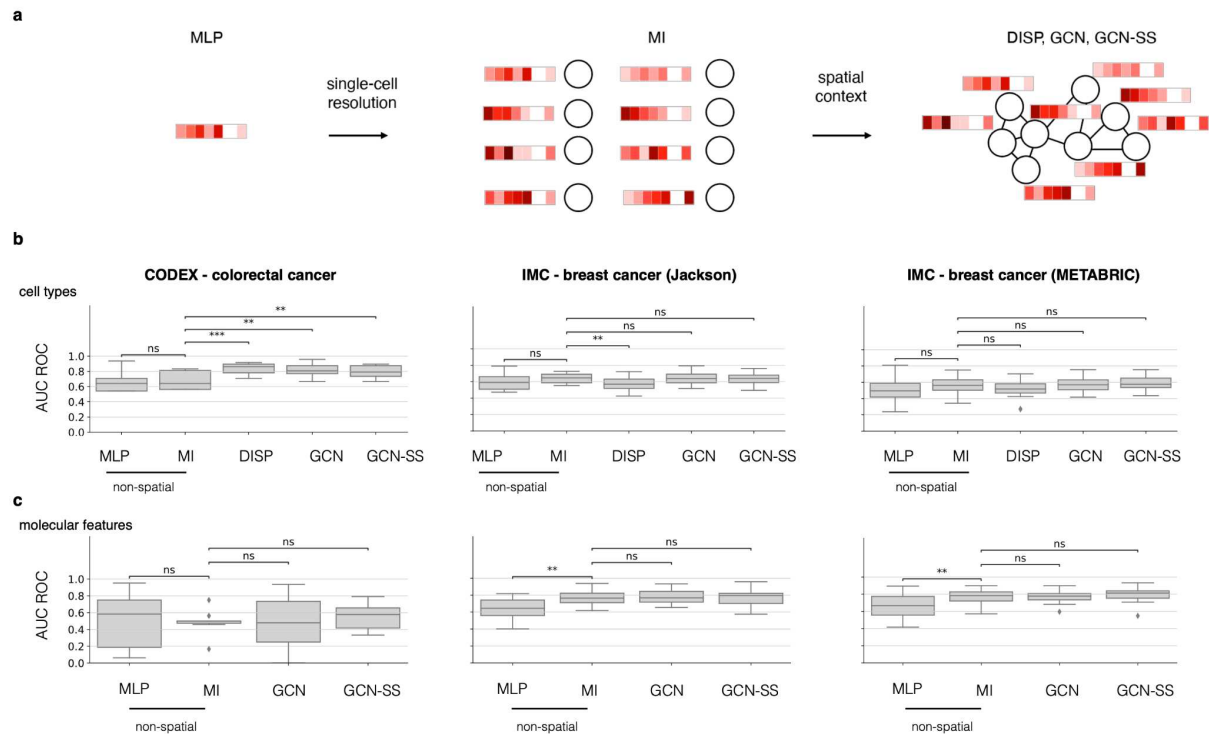 a
MLP
MI
DISP, GCN, GCN-SS
single-cell
resolution
spatial
context
b
CODEX - colorectal cancer
IMC - breast cancer (Jackson)
IMC - breast cancer (METABRIC)
cell types
**
**
***
ns
ns
ns
**
ns
ns
ns
ns
ns
AUC ROC
1.0
0.8
0.6
0.4
0.2
0.0
MLP MI DISP GCN GCN-SS
MLP MI DISP GCN GCN-SS
MLP MI DISP GCN GCN-SS
non-spatial
non-spatial
non-spatial
c
molecular features
ns
ns
ns
ns
ns
**
ns
ns
**
AUC ROC
1.0
0.8
0.6
0.4
0.2
0.0
MLP MI GCN GCN-SS
MLP MI GCN GCN-SS
MLP MI GCN GCN-SS
non-spatial
non-spatial
non-spatial